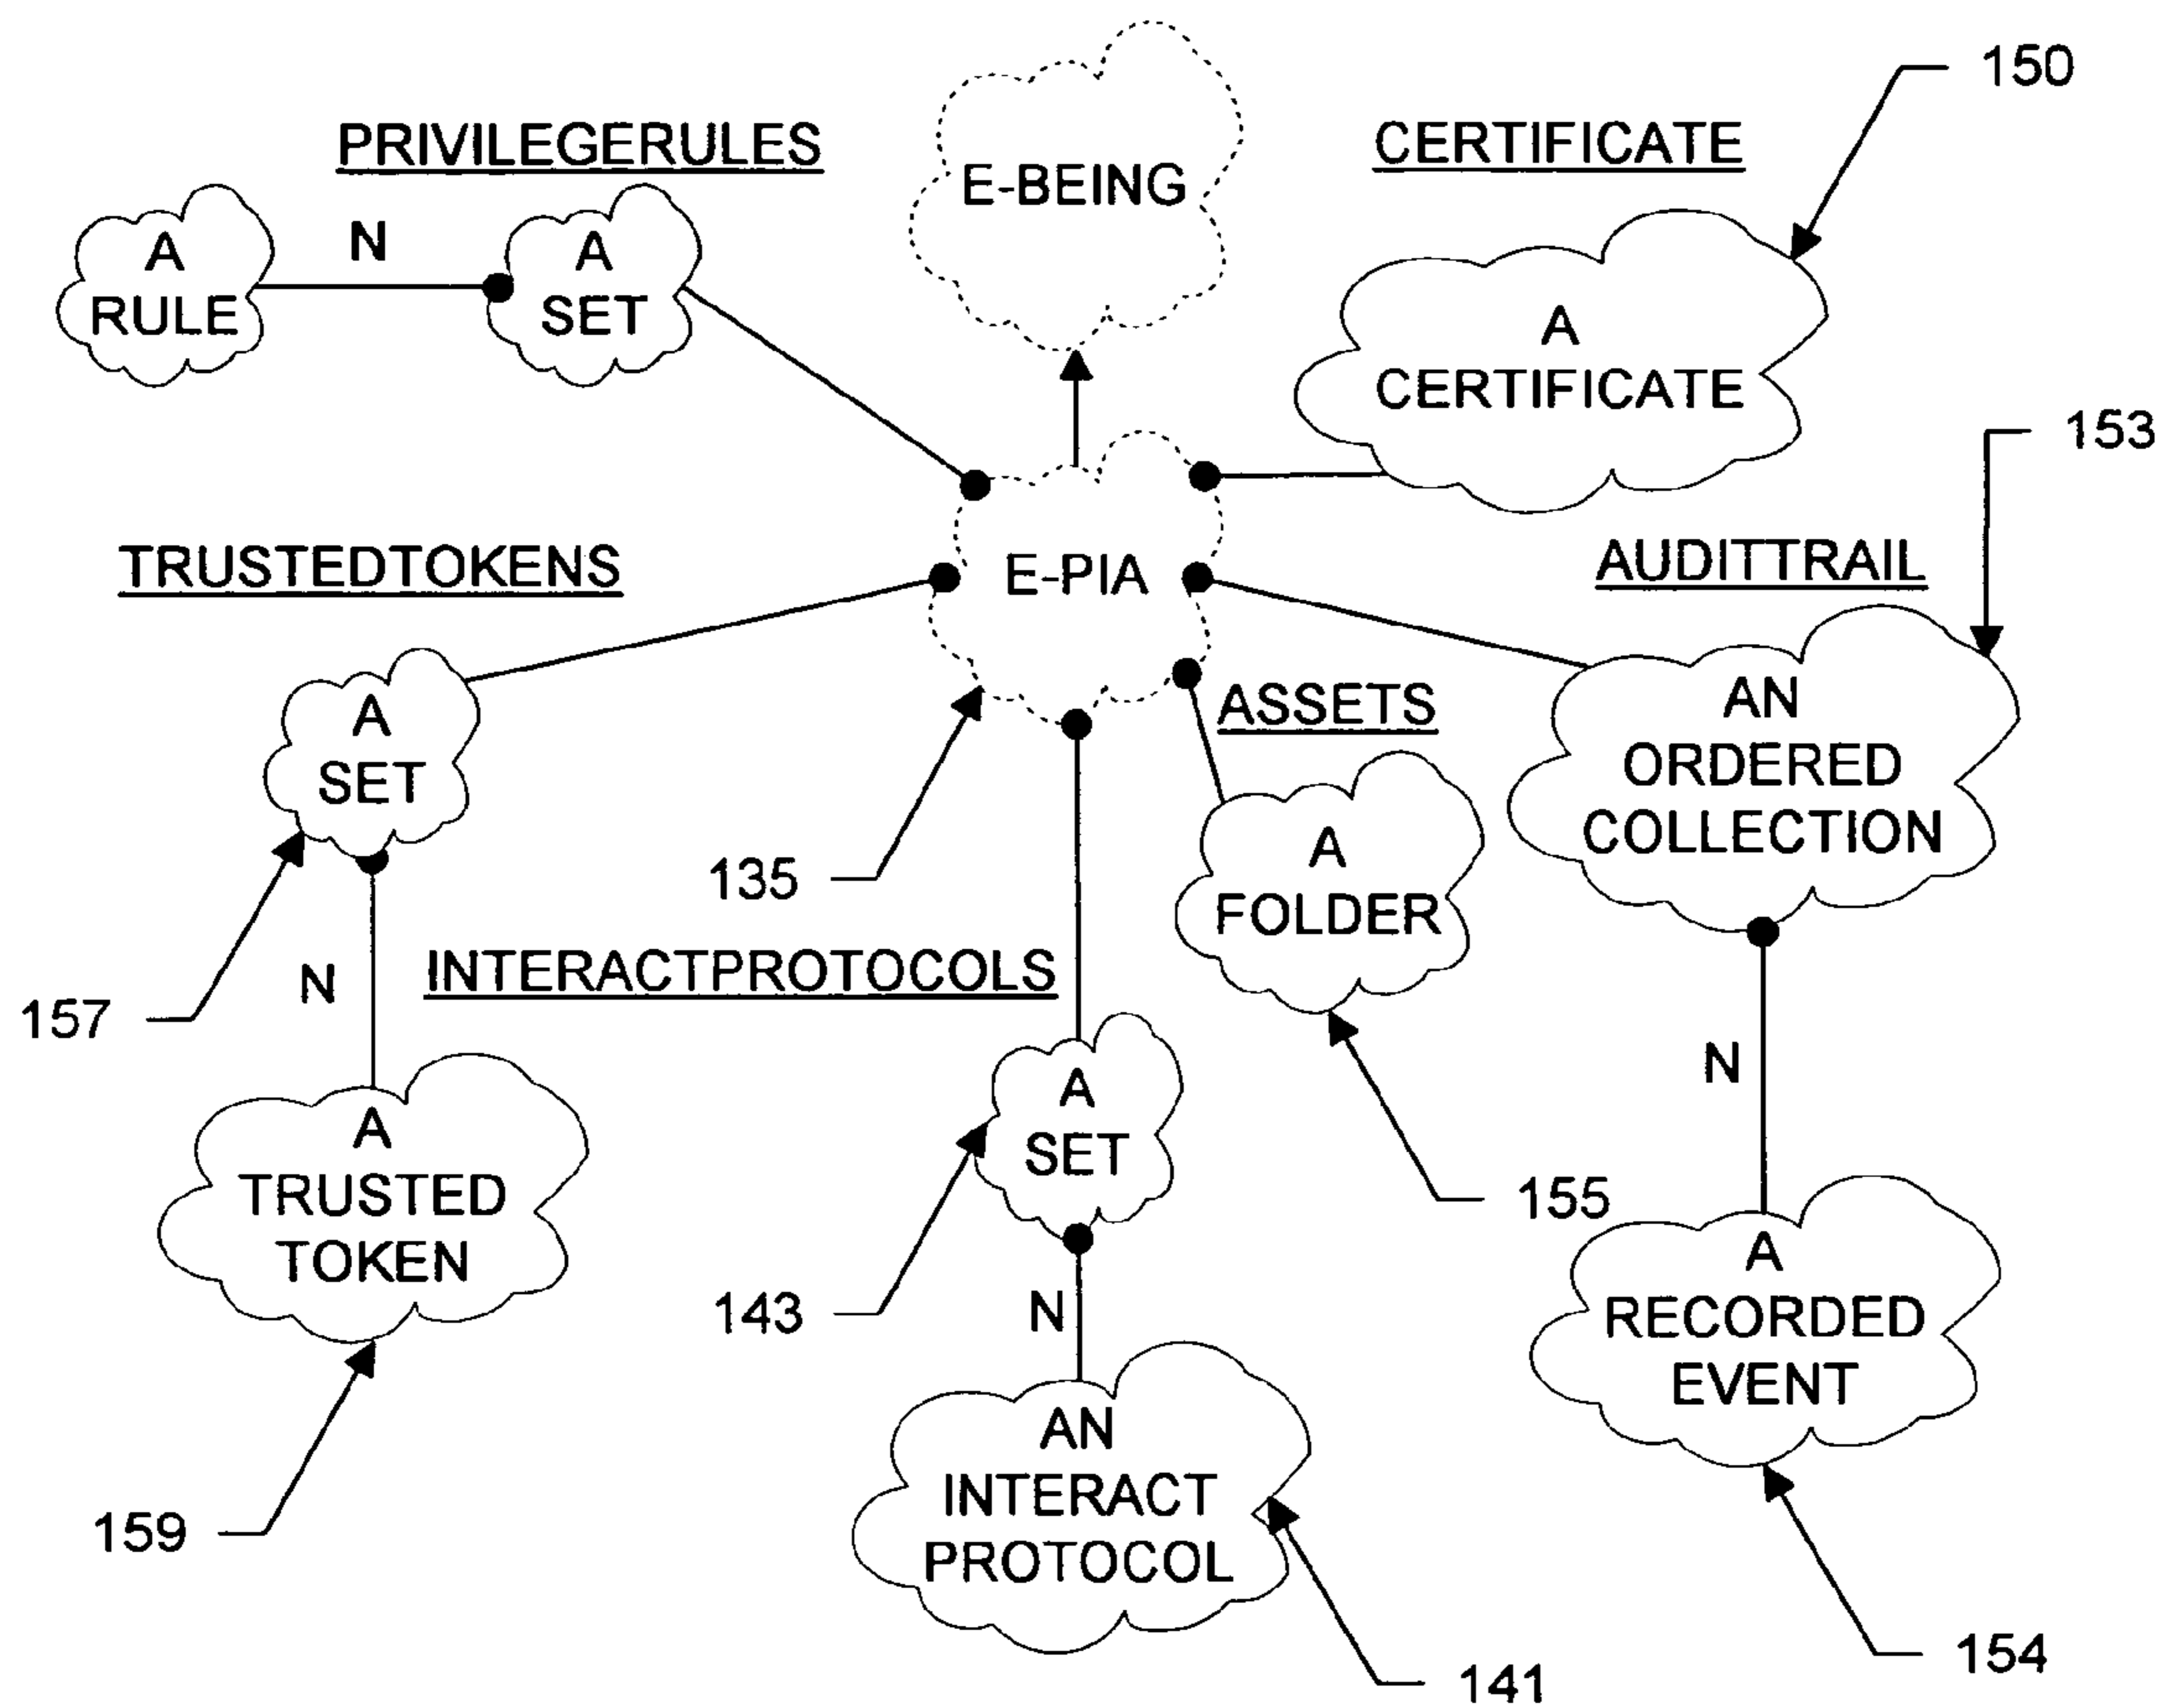 150
PRIVILEGERULES
CERTIFICATE
E-BEING
A
RULE
N
A
SET
A
CERTIFICATE
153
TRUSTEDTOKENS
E-PIA
AUDITTRAIL
ASSETS
A
SET
AN
ORDERED
COLLECTION
135
A
FOLDER
INTERACTPROTOCOLS
157
N
N
A
SET
A
TRUSTED
TOKEN
155
143
N
A
RECORDED
EVENT
AN
INTERACT
PROTOCOL
159
154
141